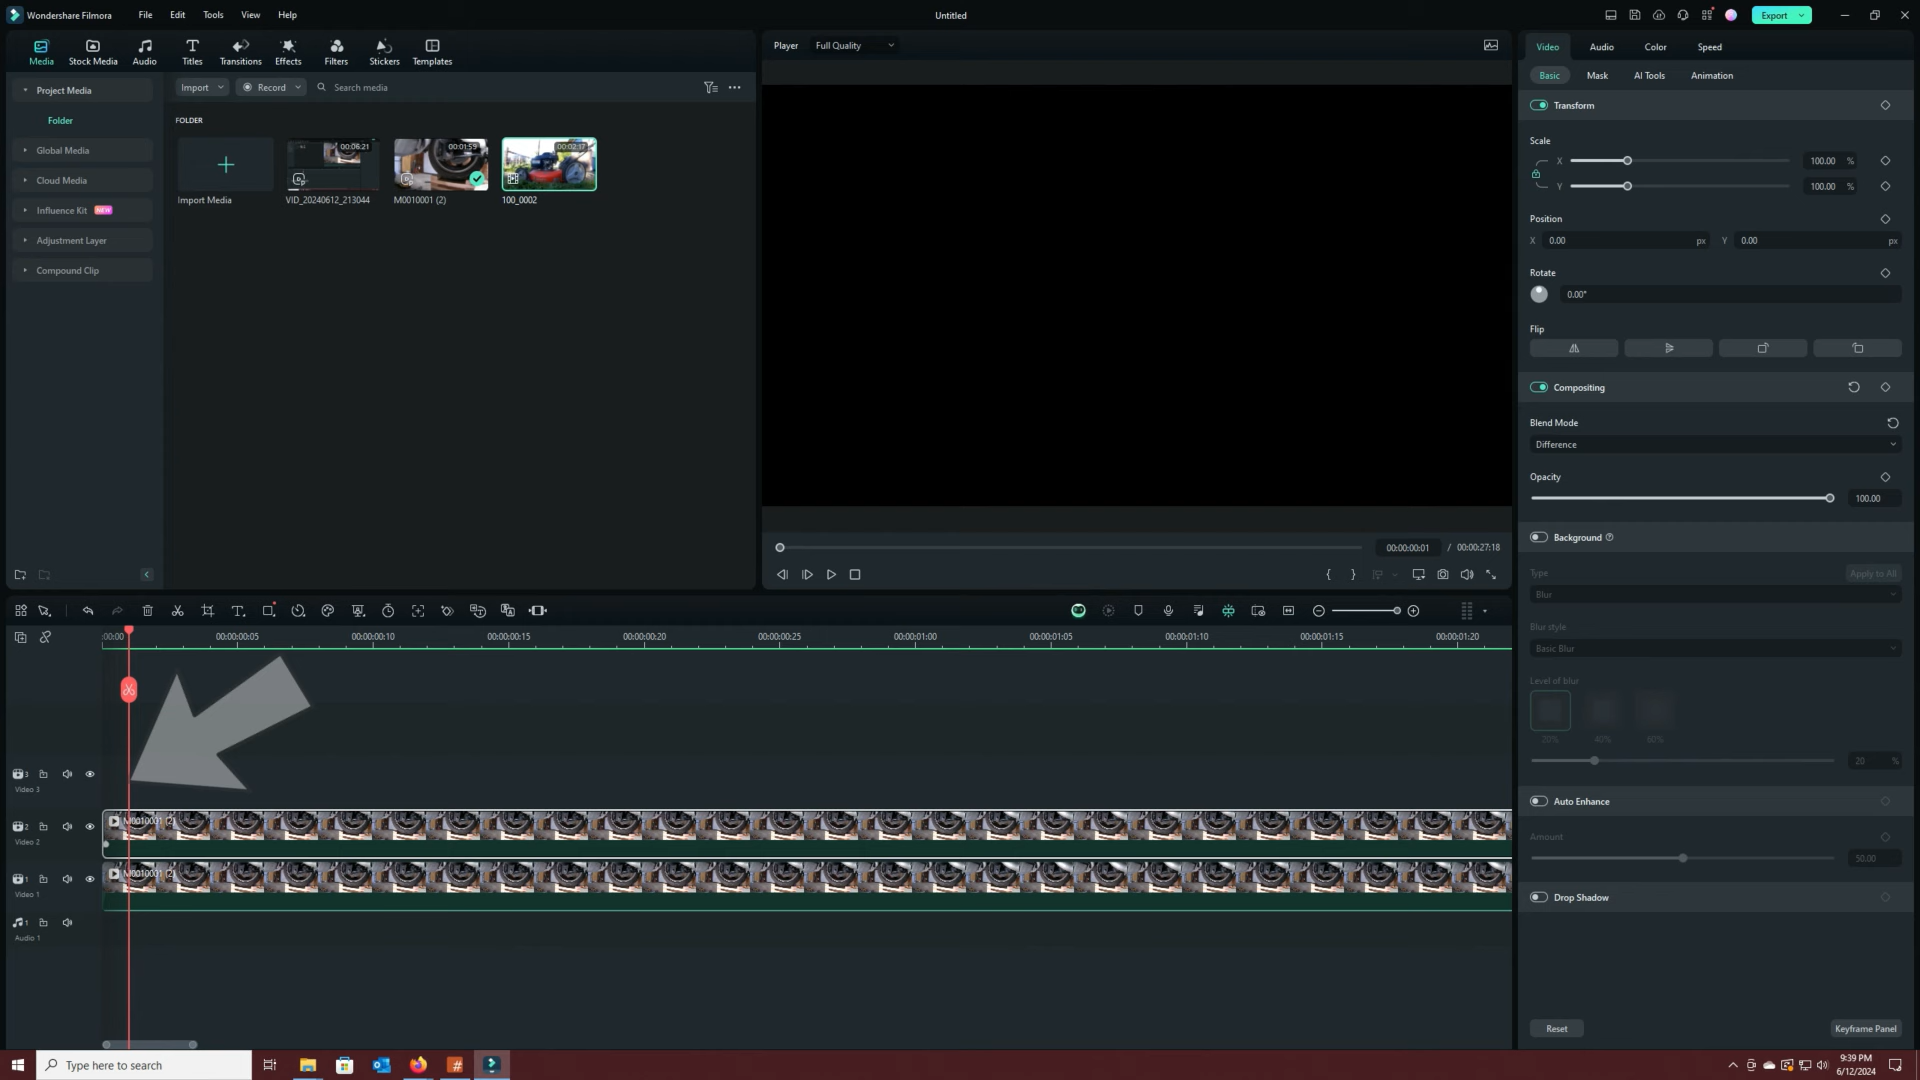 Wondershare Filmora File Edit Tools View Help Untitled Export
Media Stock Media Audio Titles Transitions Effects Filters Stickers Templates
Player Full Quality
Video Audio Color Speed
Basic Mask AI Tools Animation
Project Media
Folder
Global Media
Cloud Media
Influence Kit NEW
Adjustment Layer
Compound Clip
Import Record Search media
FOLDER
00:06:21 00:01:59 00:02:17
Import Media VID_20240612_213044 M0010001 (2) 100_0002
00:00:00:01 / 00:00:27:18
Transform
Scale
X 100.00 %
Y 100.00 %
Position
X 0.00 px Y 0.00 px
Rotate
0.00°
Flip
Compositing
Blend Mode
Difference
Opacity
100.00
Background
Type Apply to All
Blur
Blur style
Basic Blur
Level of blur
20% 40% 60%
20 %
Auto Enhance
Amount
50.00
Drop Shadow
Reset Keyframe Panel
:00:00 00:00:00:05 00:00:00:10 00:00:00:15 00:00:00:20 00:00:00:25 00:00:01:00 00:00:01:05 00:00:01:10 00:00:01:15 00:00:01:20
3
Video 3
2 M0010001 (2)
Video 2
1 M0010001 (2)
Video 1
1
Audio 1
Type here to search
9:39 PM
6/12/2024